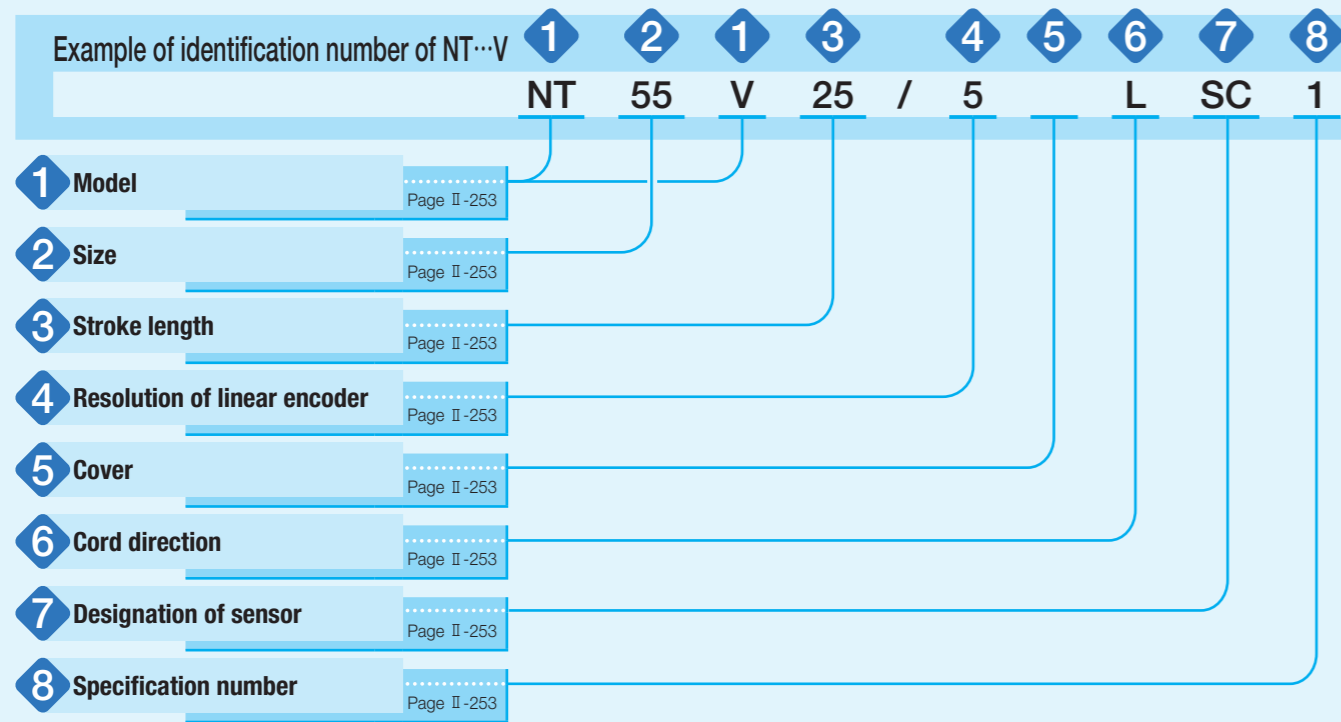 Example of identification number of NT…V
1 2 1 3 4 5 6 7 8
NT 55 V 25 / 5 L SC 1
1 Model
Page Ⅱ-253
2 Size
Page Ⅱ-253
3 Stroke length
Page Ⅱ-253
4 Resolution of linear encoder
Page Ⅱ-253
5 Cover
Page Ⅱ-253
6 Cord direction
Page Ⅱ-253
7 Designation of sensor
Page Ⅱ-253
8 Specification number
Page Ⅱ-253